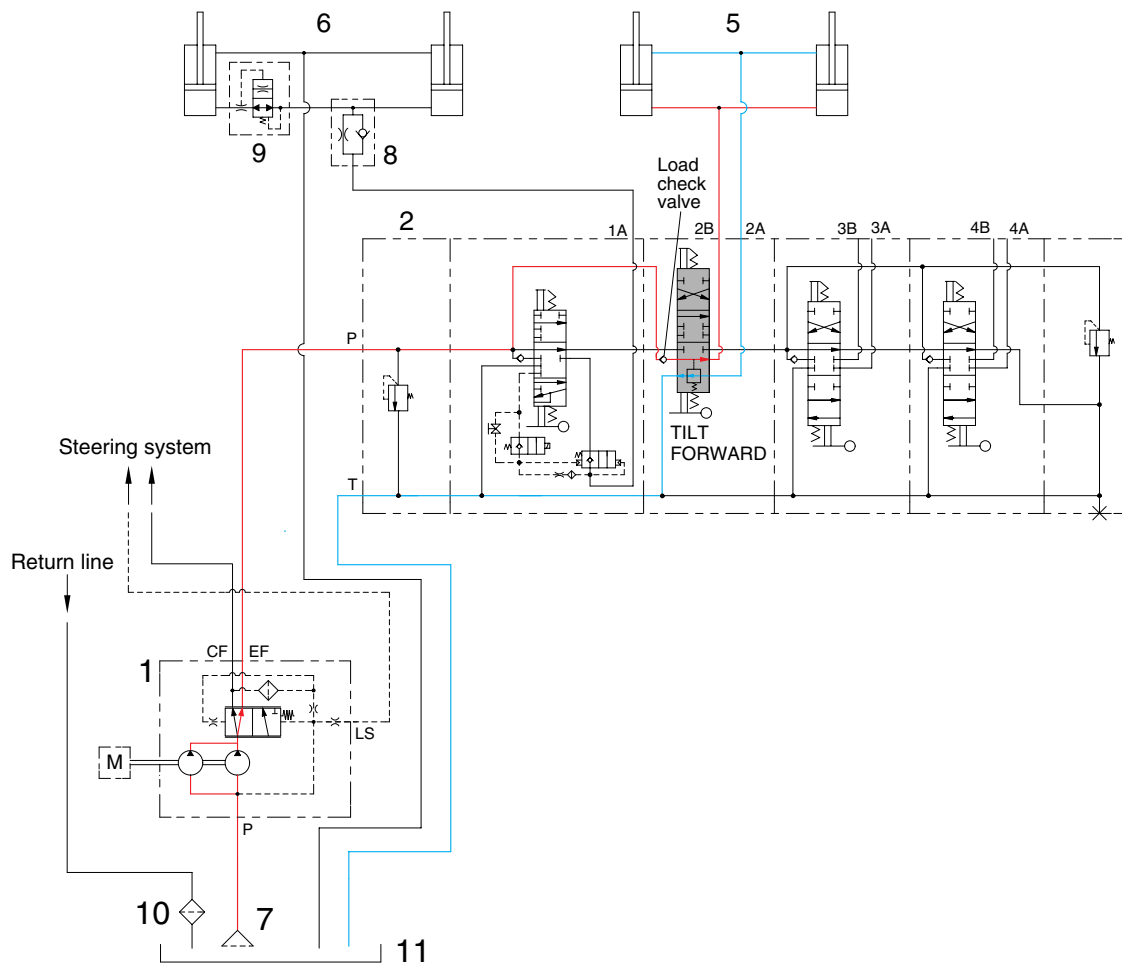 6
5
9
8
Load
check
valve
2
1A
2B
2A
3B
3A
4B
4A
P
TILT
FORWARD
Steering system
T
Return line
CF
EF
1
LS
M
P
10
7
11